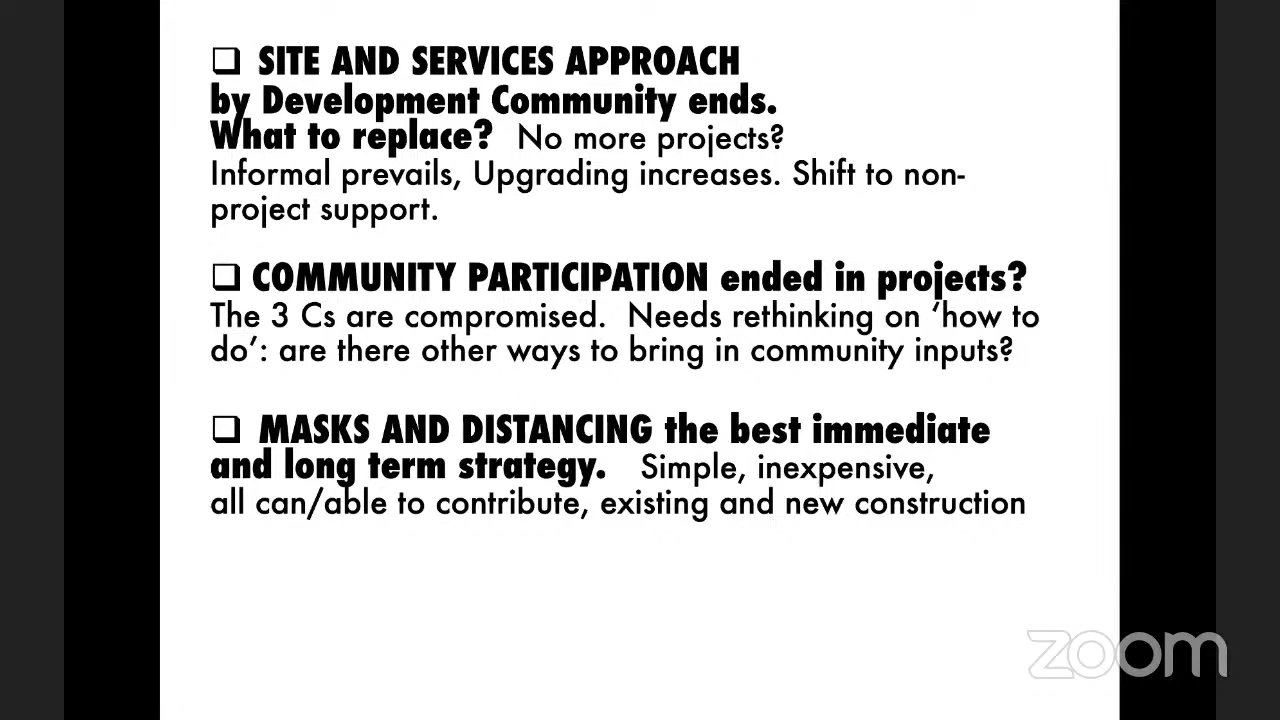 ❑ SITE AND SERVICES APPROACH
by Development Community ends.
What to replace? No more projects?
Informal prevails, Upgrading increases. Shift to non-
project support.
❑ COMMUNITY PARTICIPATION ended in projects?
The 3 Cs are compromised. Needs rethinking on ‘how to
do’: are there other ways to bring in community inputs?
❑ MASKS AND DISTANCING the best immediate
and long term strategy. Simple, inexpensive,
all can/able to contribute, existing and new construction
zoom